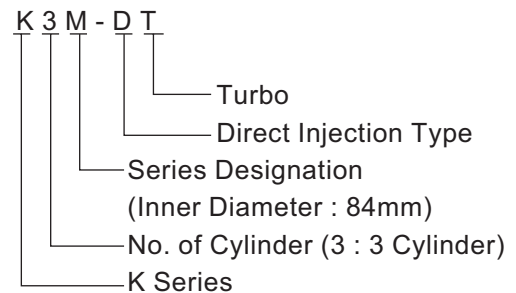 K 3 M - D T
Turbo
Direct Injection Type
Series Designation
(Inner Diameter : 84mm)
No. of Cylinder (3 : 3 Cylinder)
K Series